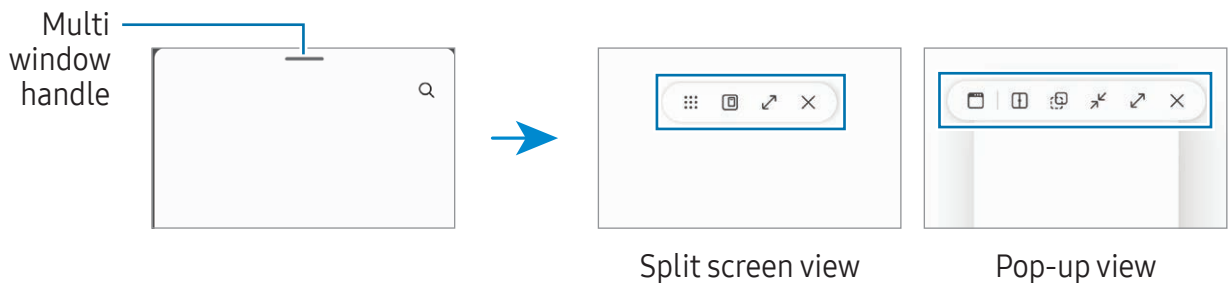 Multi
window
handle
Split screen view
Pop-up view